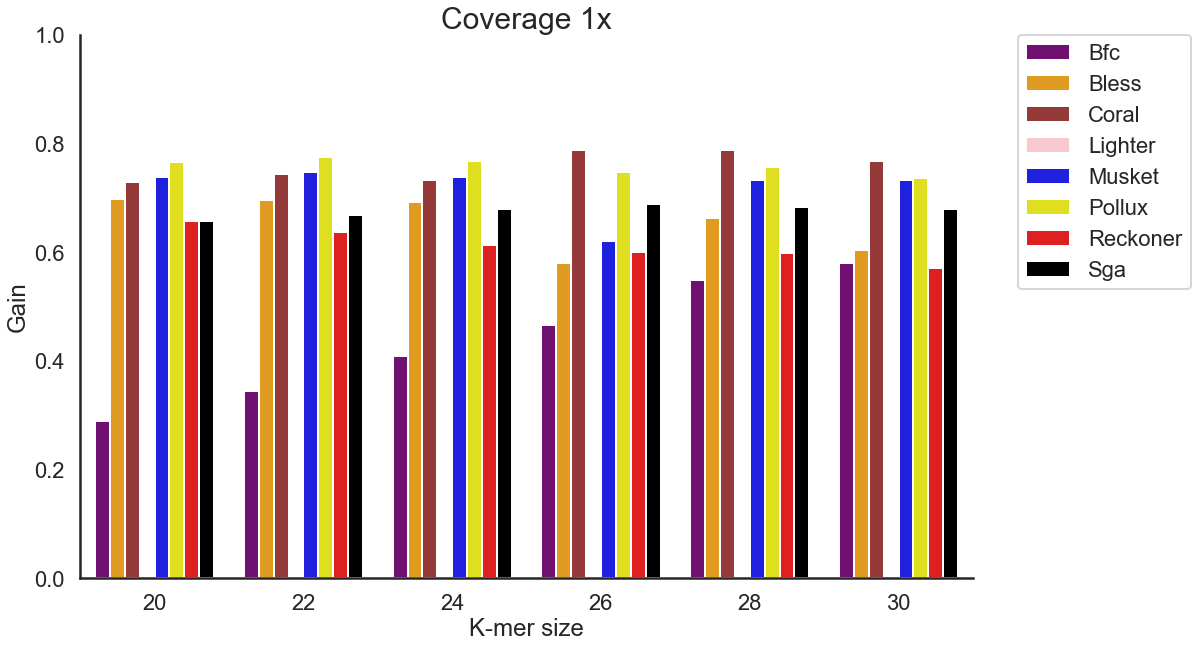 Coverage 1x
1.0
0.8
0.6
0.4
0.2
0.0
Gain
20 22 24 26 28 30
K-mer size
Bfc
Bless
Coral
Lighter
Musket
Pollux
Reckoner
Sga